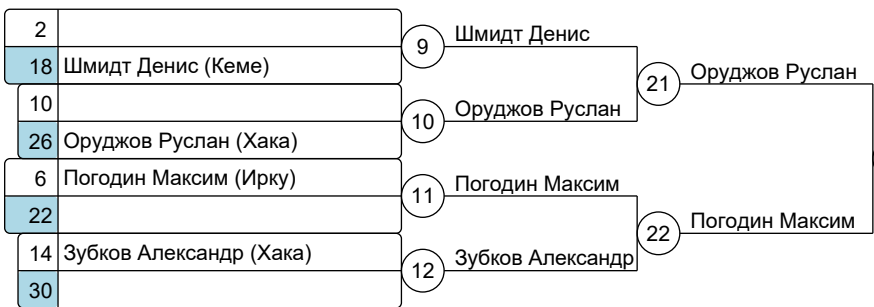 2
9
Шмидт Денис
18 Шмидт Денис (Кеме)
21
Оруджов Руслан
10
10
Оруджов Руслан
26 Оруджов Руслан (Хака)
6 Погодин Максим (Ирку)
11
Погодин Максим
22
22
Погодин Максим
14 Зубков Александр (Хака)
12
Зубков Александр
30